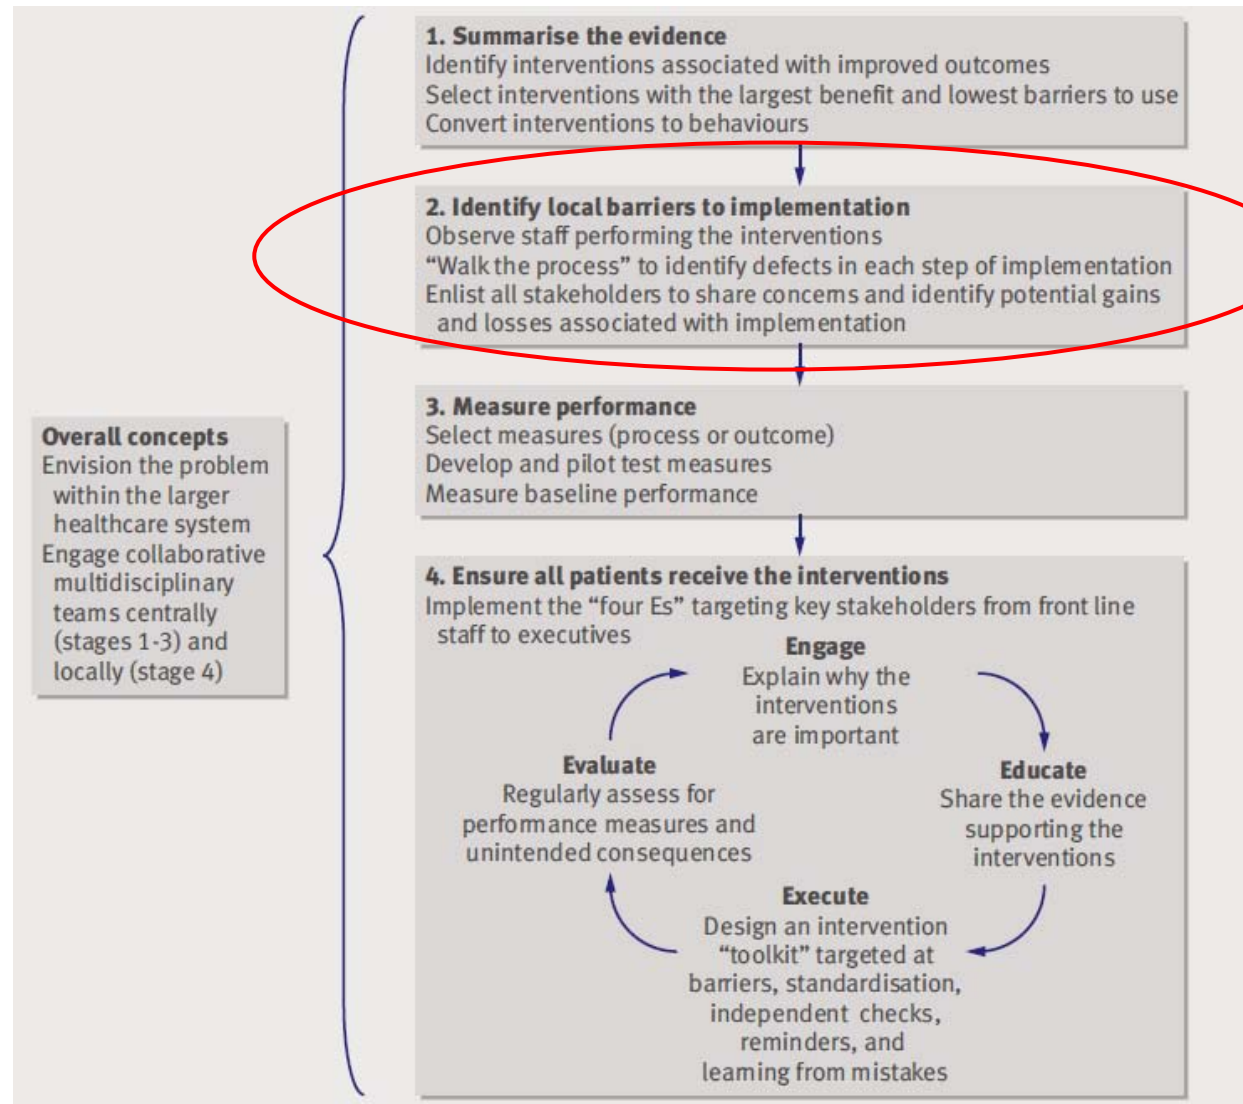 1. Summarise the evidence
Identify interventions associated with improved outcomes
Select interventions with the largest benefit and lowest barriers to use
Convert interventions to behaviours
2. Identify local barriers to implementation
Observe staff performing the interventions
“Walk the process” to identify defects in each step of implementation
Enlist all stakeholders to share concerns and identify potential gains
and losses associated with implementation
3. Measure performance
Select measures (process or outcome)
Develop and pilot test measures
Measure baseline performance
Overall concepts
Envision the problem
within the larger
healthcare system
Engage collaborative
multidisciplinary
teams centrally
(stages 1-3) and
locally (stage 4)
4. Ensure all patients receive the interventions
Implement the “four Es” targeting key stakeholders from front line
staff to executives
Engage
Explain why the
interventions
are important
Educate
Share the evidence
supporting the
interventions
Execute
Design an intervention
“toolkit” targeted at
barriers, standardisation,
independent checks,
reminders, and
learning from mistakes
Evaluate
Regularly assess for
performance measures and
unintended consequences